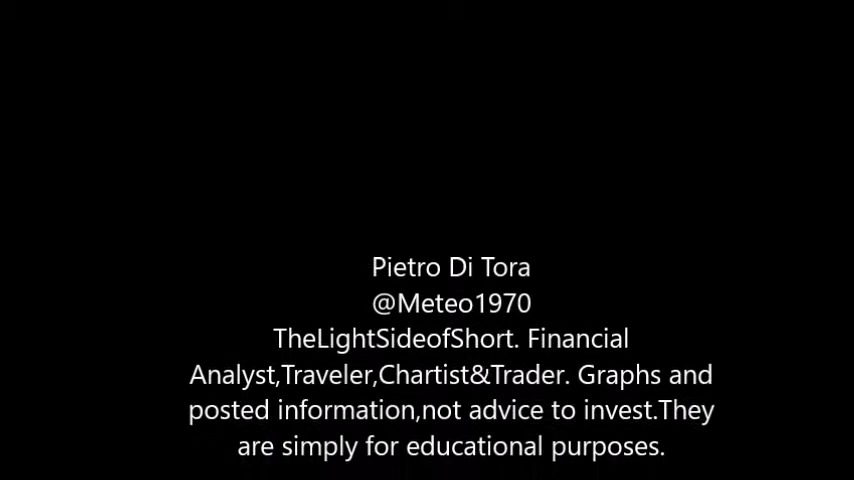 Pietro Di Tora
@Meteo1970
TheLightSideofShort. Financial
Analyst,Traveler,Chartist&Trader. Graphs and
posted information,not advice to invest.They
are simply for educational purposes.